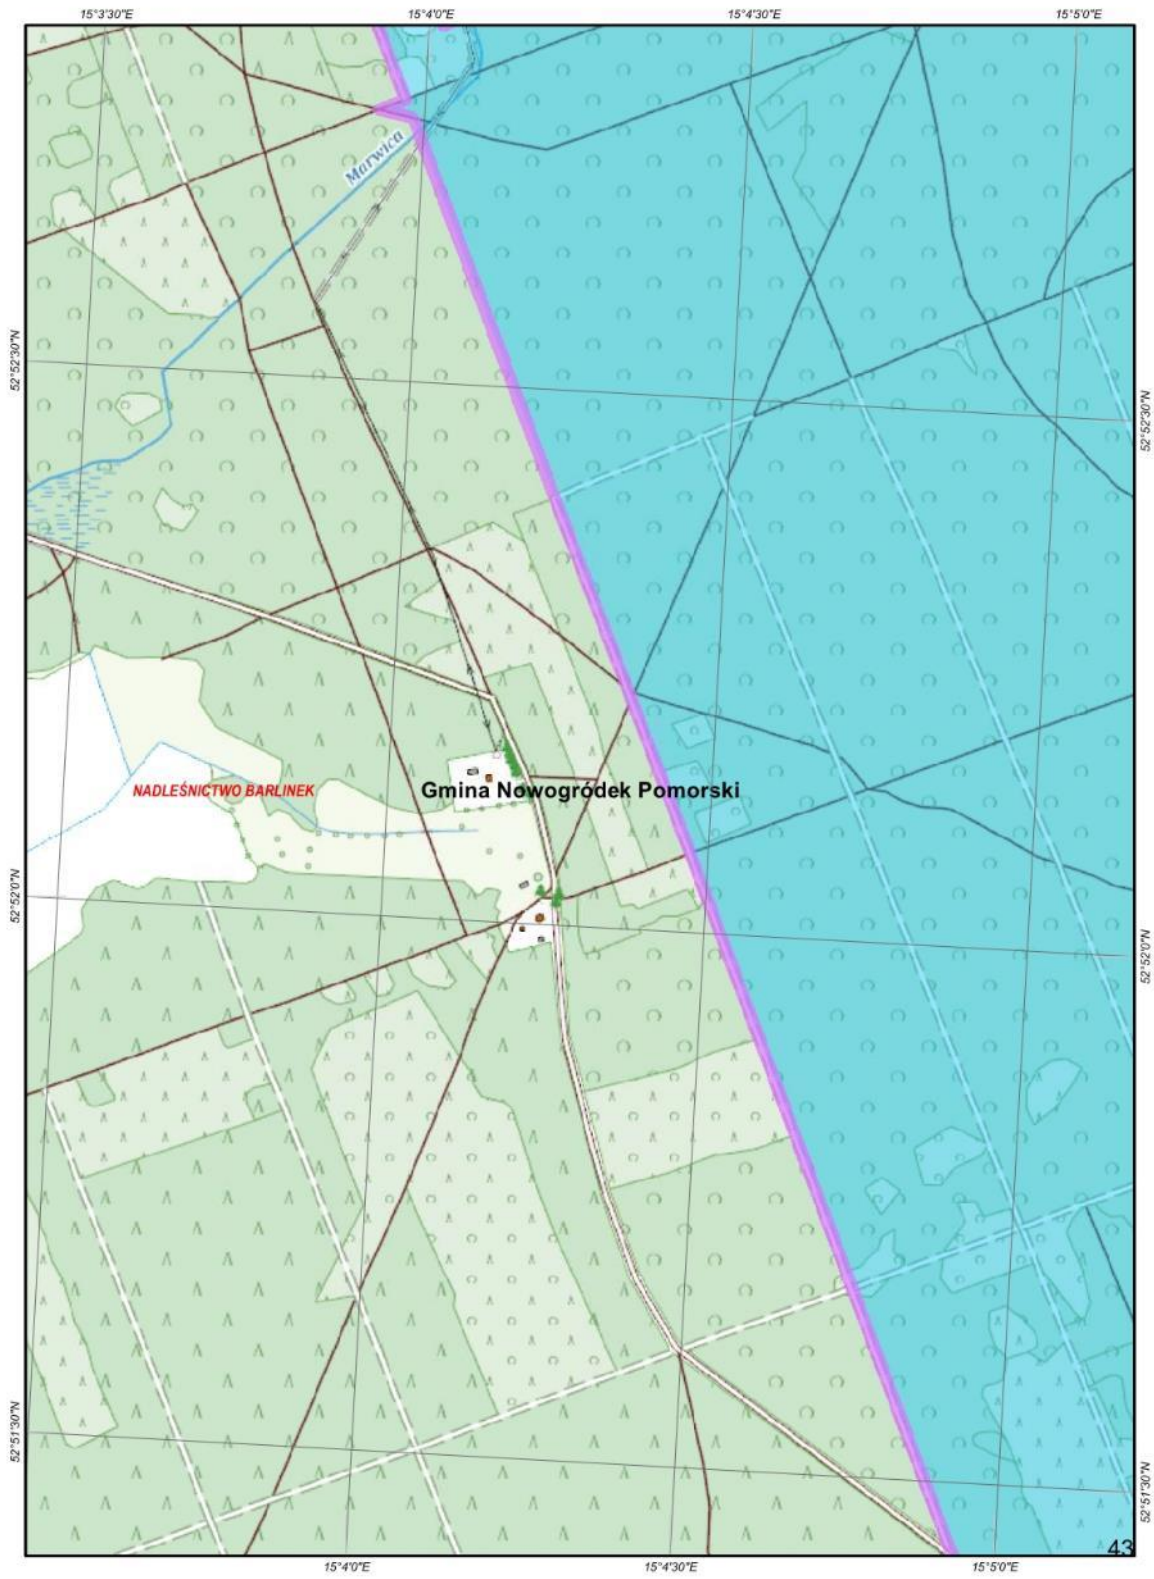 15°3'30"E 15°4'0"E 15°4'30"E 15°5'0"E
Marwica
52°52'30"N
52°52'30"N
NADLEŚNICTWO BARLINEK
Gmina Nowogródek Pomorski
52°52'0"N
52°52'0"N
52°51'30"N
52°51'30"N
43
15°4'0"E 15°4'30"E 15°5'0"E